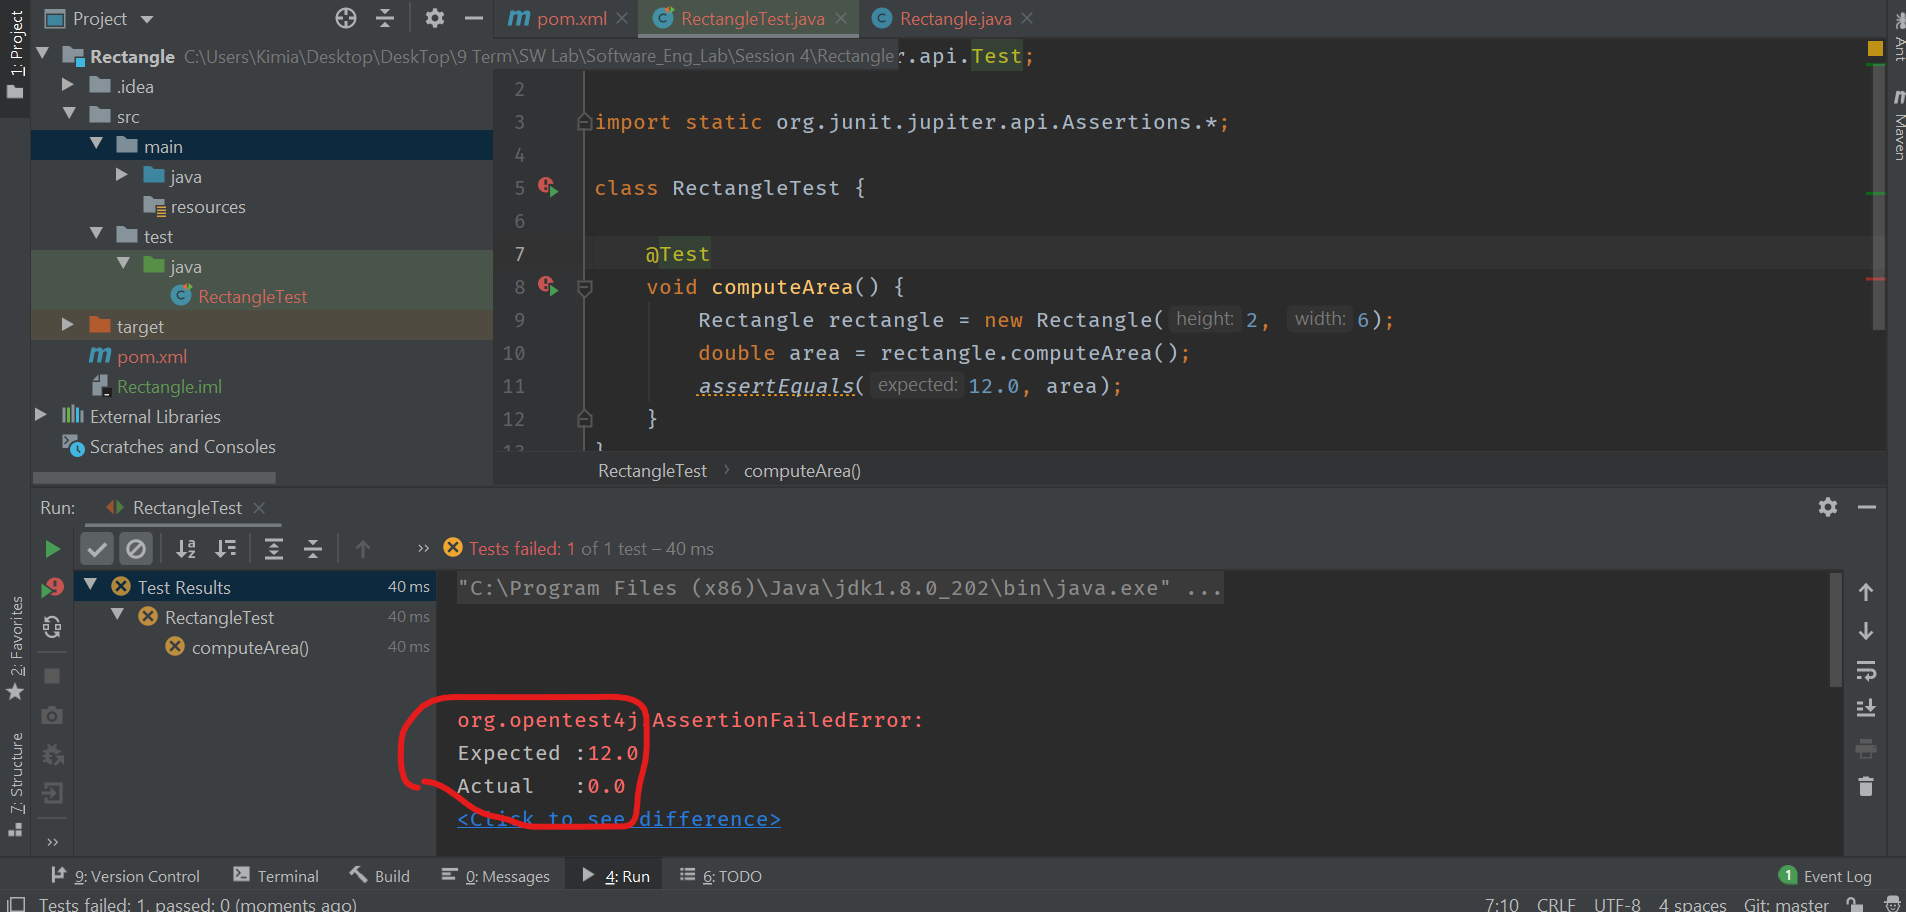 1: Project
Project
pom.xml
RectangleTest.java
Rectangle.java
Ant
Maven
Rectangle C:\Users\Kimia\Desktop\DeskTop\9 Term\SW Lab\Software_Eng_Lab\Session 4\Rectangle
.idea
src
main
java
resources
test
java
RectangleTest
target
pom.xml
Rectangle.iml
External Libraries
Scratches and Consoles
r.api.Test;
2
3 import static org.junit.jupiter.api.Assertions.*;
4
5 class RectangleTest {
6
7 @Test
8 void computeArea() {
9 Rectangle rectangle = new Rectangle( height: 2, width: 6);
10 double area = rectangle.computeArea();
11 assertEquals( expected: 12.0, area);
12 }
13 }
RectangleTest › computeArea()
Run: RectangleTest
» Tests failed: 1 of 1 test – 40 ms
Test Results 40 ms
RectangleTest 40 ms
computeArea() 40 ms
"C:\Program Files (x86)\Java\jdk1.8.0_202\bin\java.exe" ...
org.opentest4j.AssertionFailedError:
Expected :12.0
Actual :0.0
<Click to see difference>
2: Favorites
7: Structure
»
9: Version Control
Terminal
Build
0: Messages
4: Run
6: TODO
1 Event Log
Tests failed: 1, passed: 0 (moments ago)
7:10 CRLF UTF-8 4 spaces Git: master